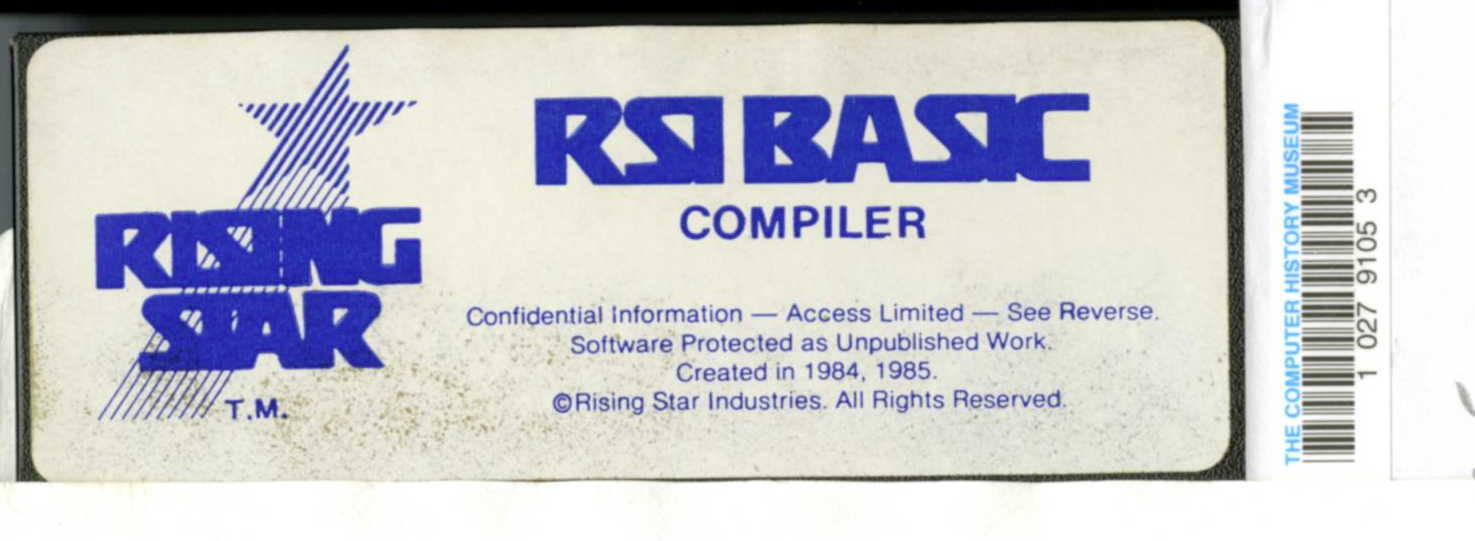 RISING
STAR
T.M.
RSI BASIC
COMPILER
Confidential Information — Access Limited — See Reverse.
Software Protected as Unpublished Work.
Created in 1984, 1985.
©Rising Star Industries. All Rights Reserved.
THE COMPUTER HISTORY MUSEUM
1 027 9105 3